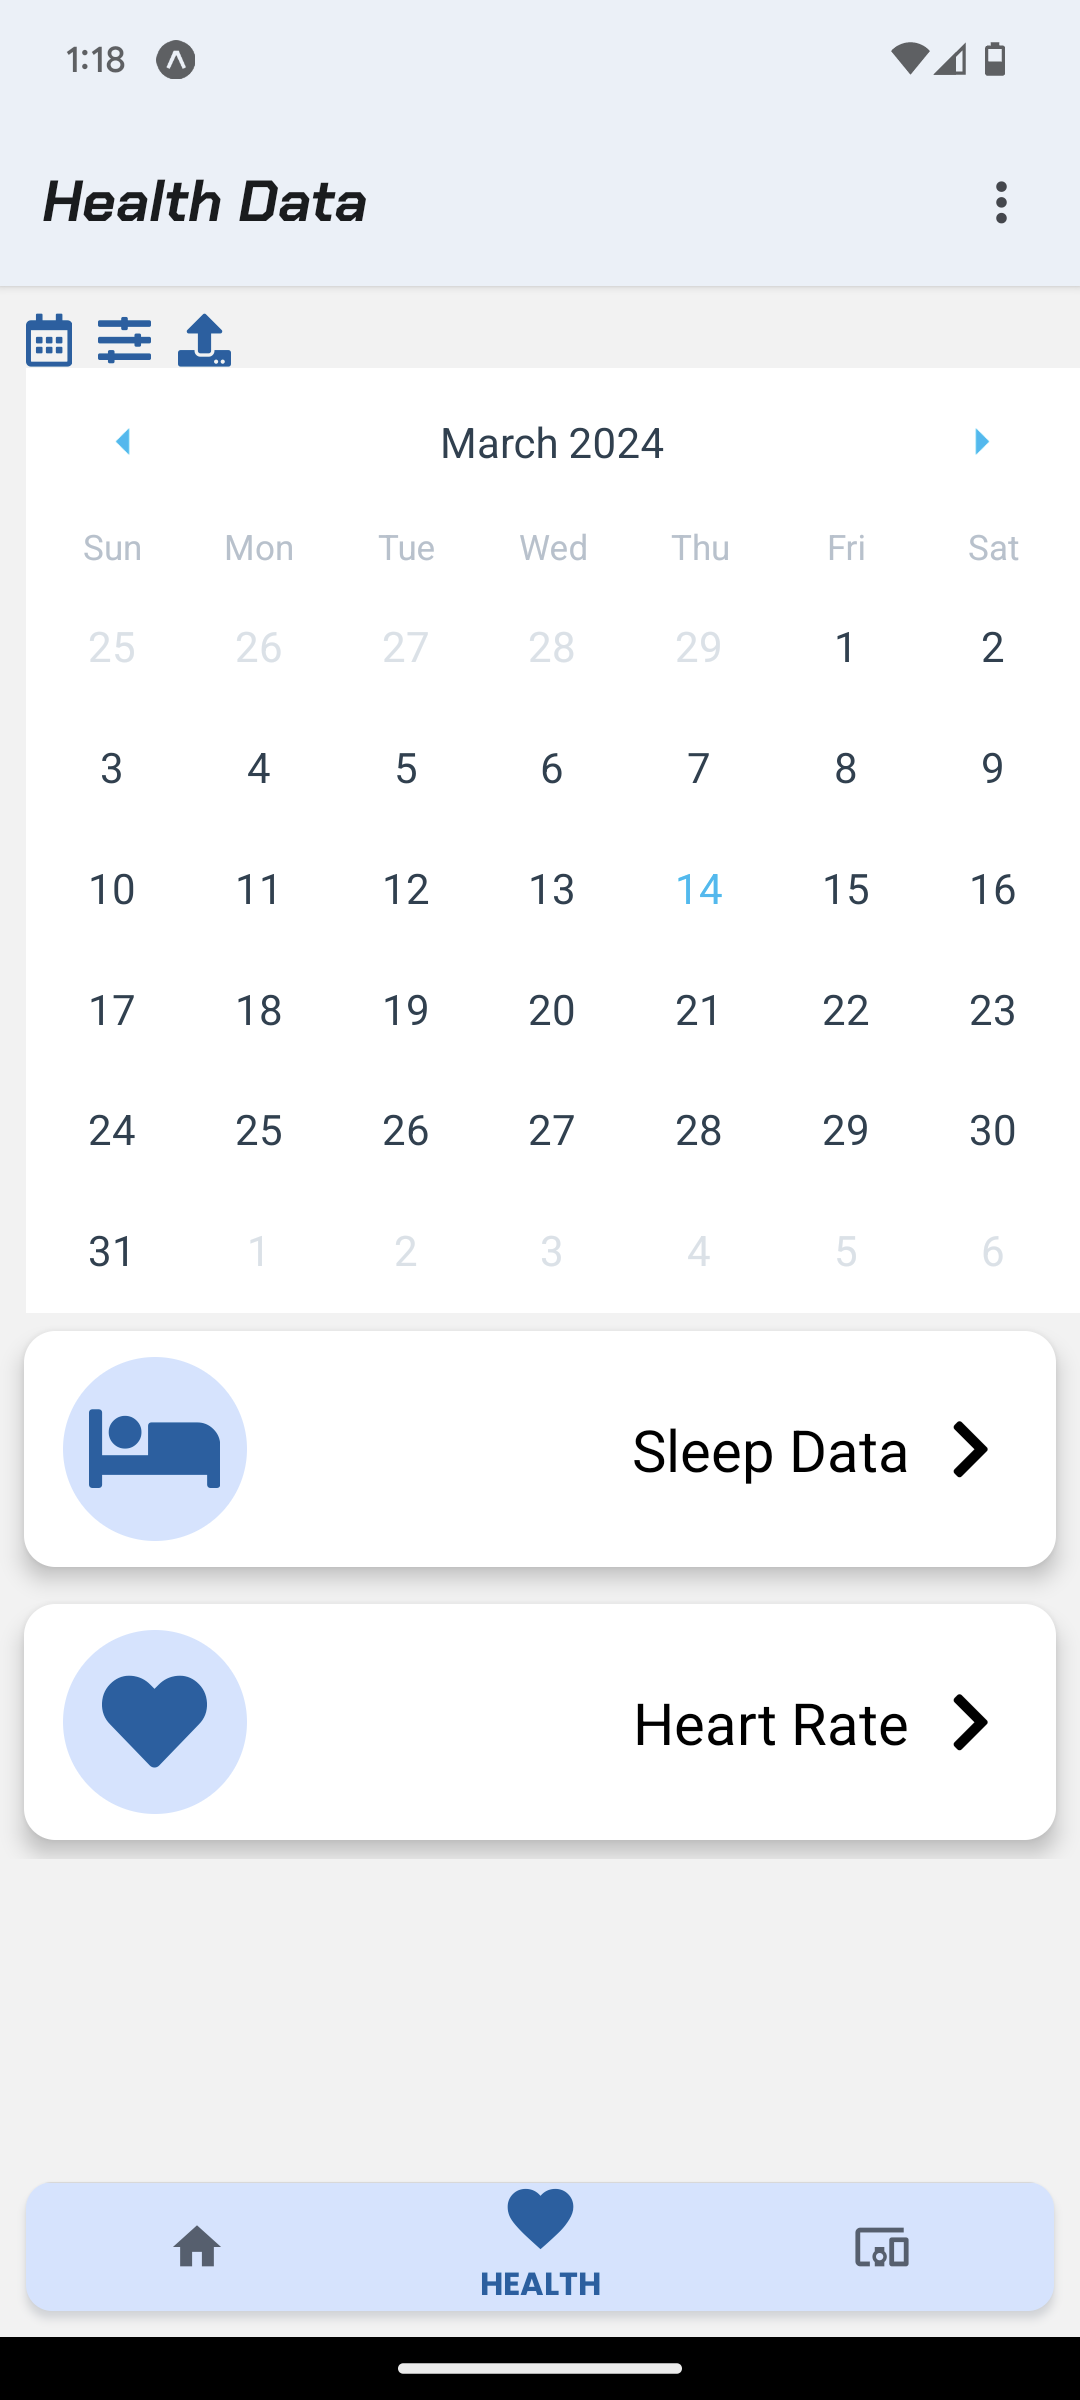 1:18
Health Data
March 2024
Sun Mon Tue Wed Thu Fri Sat
25 26 27 28 29 1 2
3 4 5 6 7 8 9
10 11 12 13 14 15 16
17 18 19 20 21 22 23
24 25 26 27 28 29 30
31 1 2 3 4 5 6
Sleep Data
Heart Rate
HEALTH